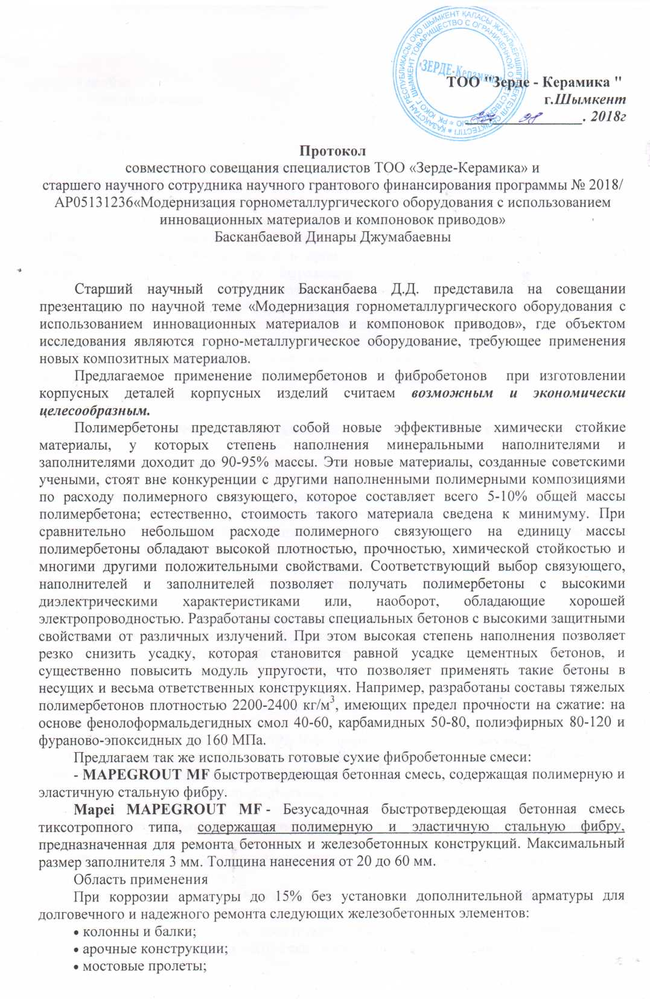 ҚАЗАҚСТАН РЕСПУБЛИКАСЫ ОҚО ШЫМКЕНТ ҚАЛАСЫ ЖАУАПКЕРШІЛІГІ ШЕКТЕУЛІ СЕРІКТЕСТІГІ
"ЗЕРДЕ-Керамика"
ТОО "Зерде - Керамика "
г.Шымкент
. 2018г
Протокол
совместного совещания специалистов ТОО «Зерде-Керамика» и
старшего научного сотрудника научного грантового финансирования программы № 2018/
АР05131236«Модернизация горнометаллургического оборудования с использованием
инновационных материалов и компоновок приводов»
Басканбаевой Динары Джумабаевны
Старший научный сотрудник Басканбаева Д.Д. представила на совещании
презентацию по научной теме «Модернизация горнометаллургического оборудования с
использованием инновационных материалов и компоновок приводов», где объектом
исследования являются горно-металлургическое оборудование, требующее применения
новых композитных материалов.
Предлагаемое применение полимербетонов и фибробетонов при изготовлении
корпусных деталей корпусных изделий считаем возможным и экономически
целесообразным.
Полимербетоны представляют собой новые эффективные химически стойкие
материалы, у которых степень наполнения минеральными наполнителями и
заполнителями доходит до 90-95% массы. Эти новые материалы, созданные советскими
учеными, стоят вне конкуренции с другими наполненными полимерными композициями
по расходу полимерного связующего, которое составляет всего 5-10% общей массы
полимербетона; естественно, стоимость такого материала сведена к минимуму. При
сравнительно небольшом расходе полимерного связующего на единицу массы
полимербетоны обладают высокой плотностью, прочностью, химической стойкостью и
многими другими положительными свойствами. Соответствующий выбор связующего,
наполнителей и заполнителей позволяет получать полимербетоны с высокими
диэлектрическими характеристиками или, наоборот, обладающие хорошей
электропроводностью. Разработаны составы специальных бетонов с высокими защитными
свойствами от различных излучений. При этом высокая степень наполнения позволяет
резко снизить усадку, которая становится равной усадке цементных бетонов, и
существенно повысить модуль упругости, что позволяет применять такие бетоны в
несущих и весьма ответственных конструкциях. Например, разработаны составы тяжелых
полимербетонов плотностью 2200-2400 кг/м³, имеющих предел прочности на сжатие: на
основе фенолоформальдегидных смол 40-60, карбамидных 50-80, полиэфирных 80-120 и
фураново-эпоксидных до 160 МПа.
Предлагаем так же использовать готовые сухие фибробетонные смеси:
- MAPEGROUT MF быстротвердеющая бетонная смесь, содержащая полимерную и
эластичную стальную фибру.
Mapei MAPEGROUT MF - Безусадочная быстротвердеющая бетонная смесь
тиксотропного типа, содержащая полимерную и эластичную стальную фибру,
предназначенная для ремонта бетонных и железобетонных конструкций. Максимальный
размер заполнителя 3 мм. Толщина нанесения от 20 до 60 мм.
Область применения
При коррозии арматуры до 15% без установки дополнительной арматуры для
долговечного и надежного ремонта следующих железобетонных элементов:
• колонны и балки;
• арочные конструкции;
• мостовые пролеты;